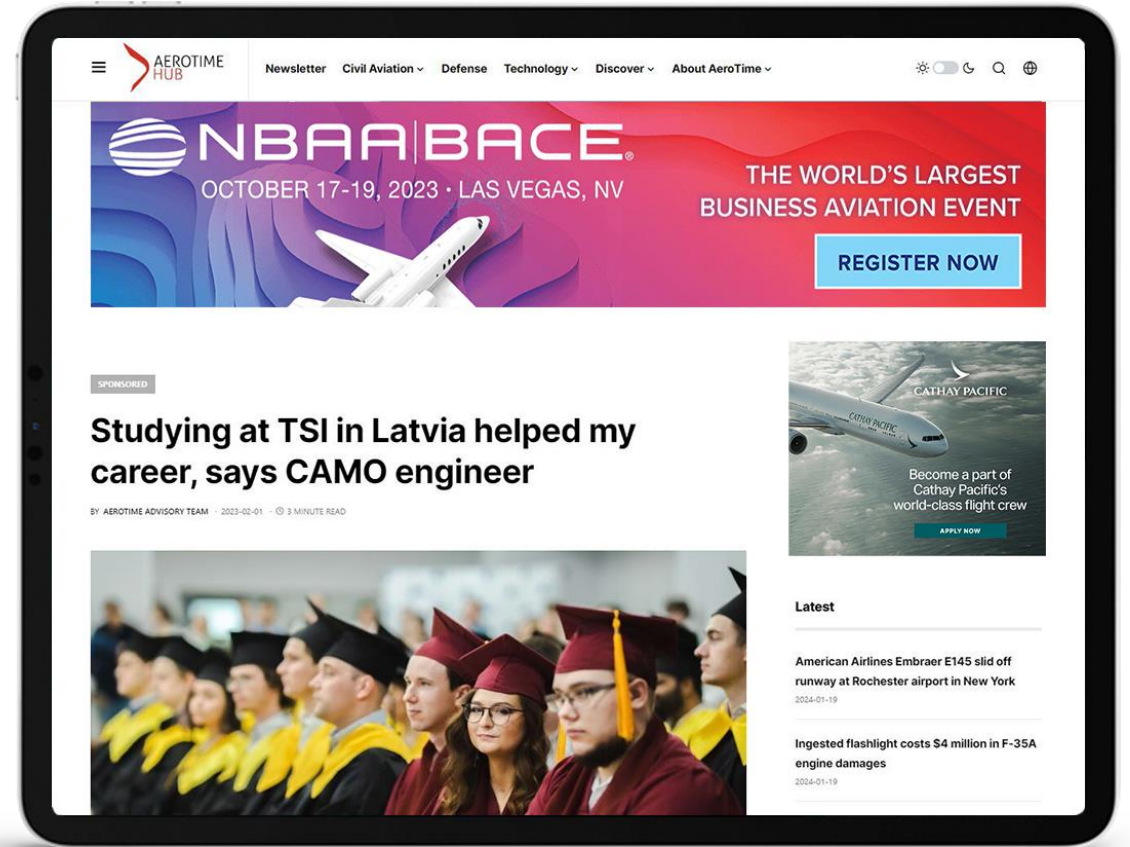 AEROTIME
HUB
Newsletter Civil Aviation Defense Technology Discover About AeroTime
NBAA|BACE®
OCTOBER 17-19, 2023 • LAS VEGAS, NV
THE WORLD'S LARGEST
BUSINESS AVIATION EVENT
REGISTER NOW
SPONSORED
Studying at TSI in Latvia helped my
career, says CAMO engineer
BY AEROTIME ADVISORY TEAM · 2023-02-01 · 3 MINUTE READ
CATHAY PACIFIC
CATHAY PACIFIC
Become a part of
Cathay Pacific's
world-class flight crew
APPLY NOW
Latest
American Airlines Embraer E145 slid off
runway at Rochester airport in New York
2024-01-19
Ingested flashlight costs $4 million in F-35A
engine damages
2024-01-19